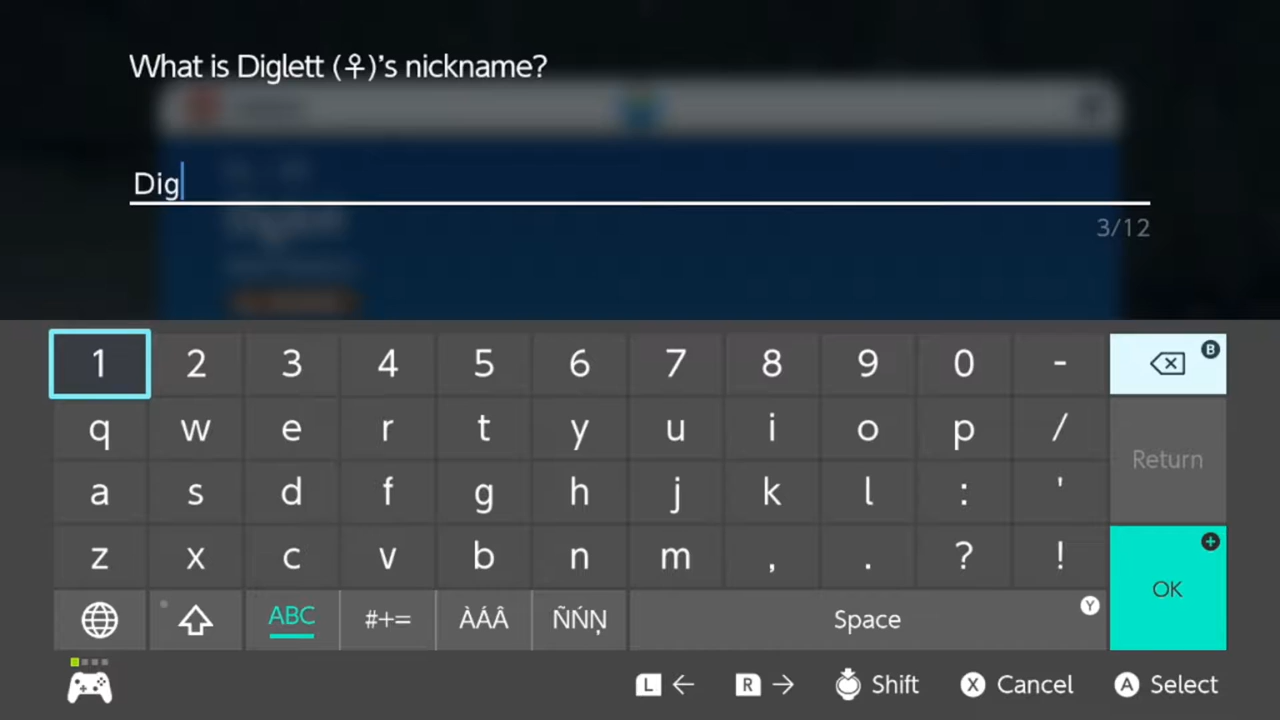 What is Diglett (♀)'s nickname?
Dig
3/12
1 2 3 4 5 6 7 8 9 0 - B
q w e r t y u i o p / Return
a s d f g h j k l : '
z x c v b n m , . ? ! + OK
ABC #+= ÀÁÂ ÑŃŅ Space Y
L ← R → Shift X Cancel A Select